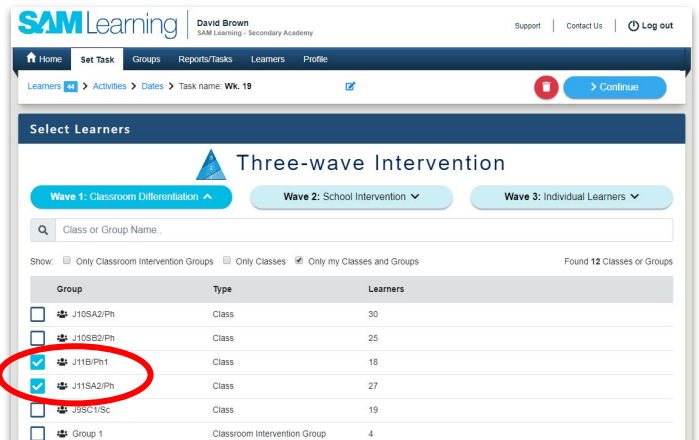 SAM Learning
David Brown
SAM Learning - Secondary Academy
Support Contact Us Log out
Home Set Task Groups Reports/Tasks Learners Profile
Learners 44 > Activities > Dates > Task name: Wk. 19
> Continue
Select Learners
Three-wave Intervention
Wave 1: Classroom Differentiation Wave 2: School Intervention Wave 3: Individual Learners
Class or Group Name..
Show: Only Classroom Intervention Groups Only Classes Only my Classes and Groups Found 12 Classes or Groups
Group Type Learners
J10SA2/Ph Class 30
J10SB2/Ph Class 25
J11B/Ph1 Class 18
J11SA2/Ph Class 27
J9SC1/Sc Class 19
Group 1 Classroom Intervention Group 4